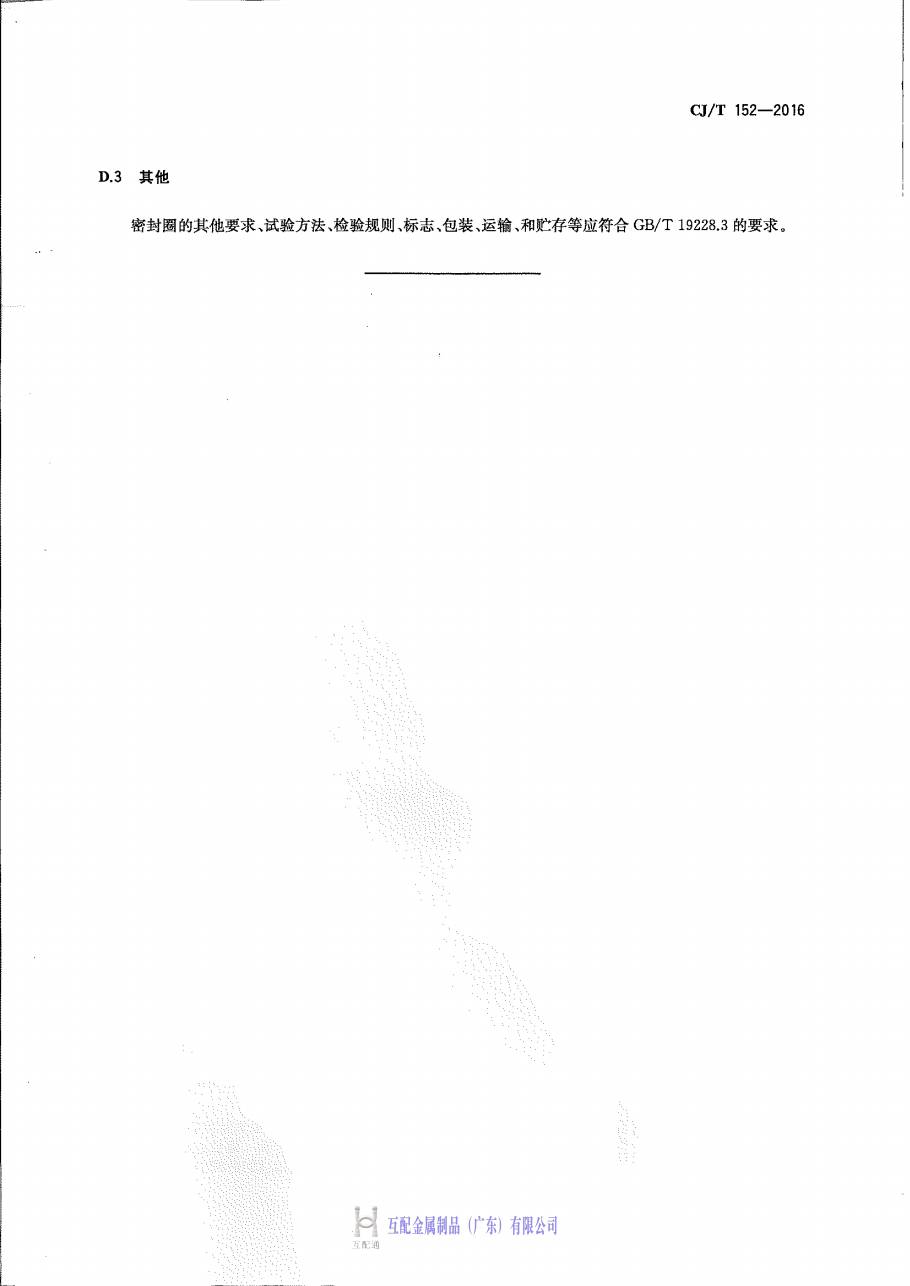 CJ/T 152—2016
D.3 其他
密封圈的其他要求、试验方法、检验规则、标志、包装、运输、和贮存等应符合 GB/T 19228.3 的要求。
互配金属制品（广东）有限公司
互配通